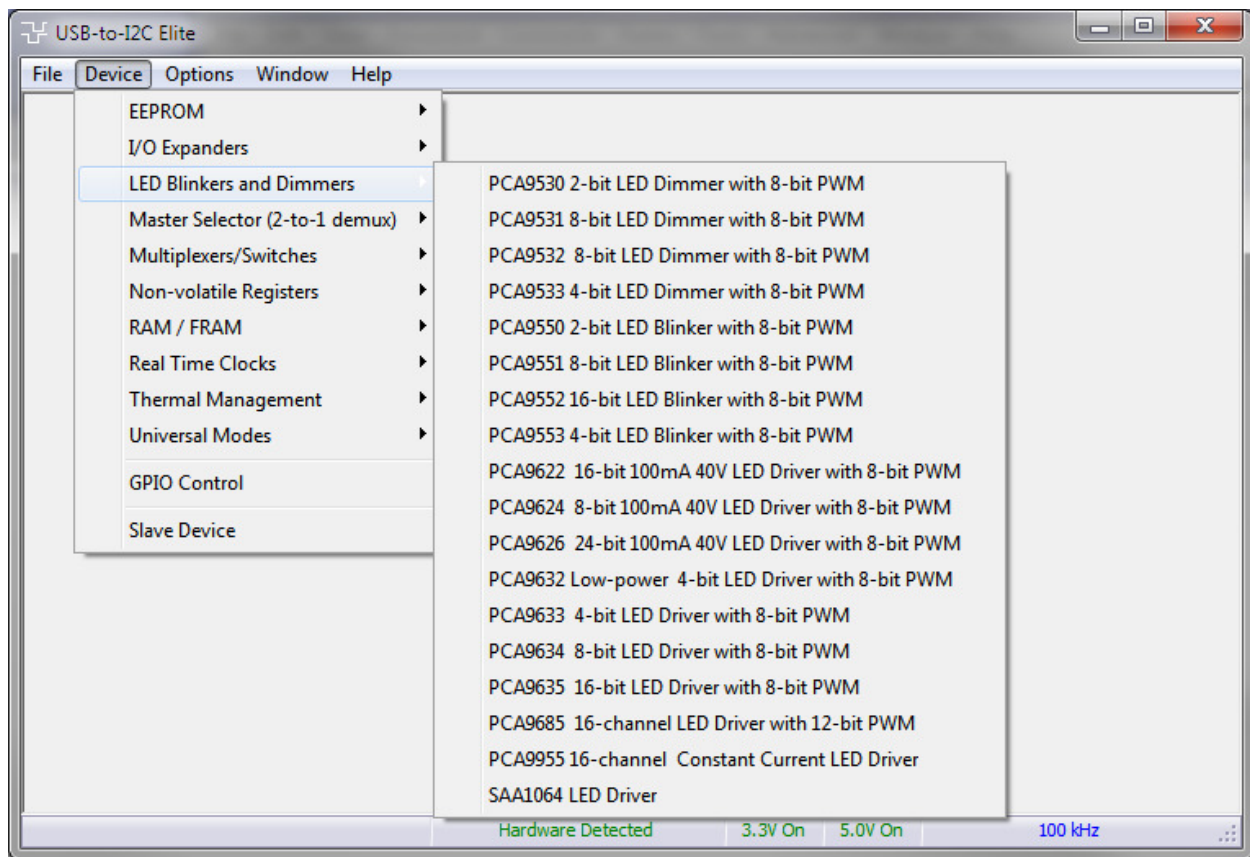 USB-to-I2C Elite
File Device Options Window Help
EEPROM
I/O Expanders
LED Blinkers and Dimmers
Master Selector (2-to-1 demux)
Multiplexers/Switches
Non-volatile Registers
RAM / FRAM
Real Time Clocks
Thermal Management
Universal Modes
GPIO Control
Slave Device
PCA9530 2-bit LED Dimmer with 8-bit PWM
PCA9531 8-bit LED Dimmer with 8-bit PWM
PCA9532 8-bit LED Dimmer with 8-bit PWM
PCA9533 4-bit LED Dimmer with 8-bit PWM
PCA9550 2-bit LED Blinker with 8-bit PWM
PCA9551 8-bit LED Blinker with 8-bit PWM
PCA9552 16-bit LED Blinker with 8-bit PWM
PCA9553 4-bit LED Blinker with 8-bit PWM
PCA9622 16-bit 100mA 40V LED Driver with 8-bit PWM
PCA9624 8-bit 100mA 40V LED Driver with 8-bit PWM
PCA9626 24-bit 100mA 40V LED Driver with 8-bit PWM
PCA9632 Low-power 4-bit LED Driver with 8-bit PWM
PCA9633 4-bit LED Driver with 8-bit PWM
PCA9634 8-bit LED Driver with 8-bit PWM
PCA9635 16-bit LED Driver with 8-bit PWM
PCA9685 16-channel LED Driver with 12-bit PWM
PCA9955 16-channel Constant Current LED Driver
SAA1064 LED Driver
Hardware Detected 3.3V On 5.0V On 100 kHz